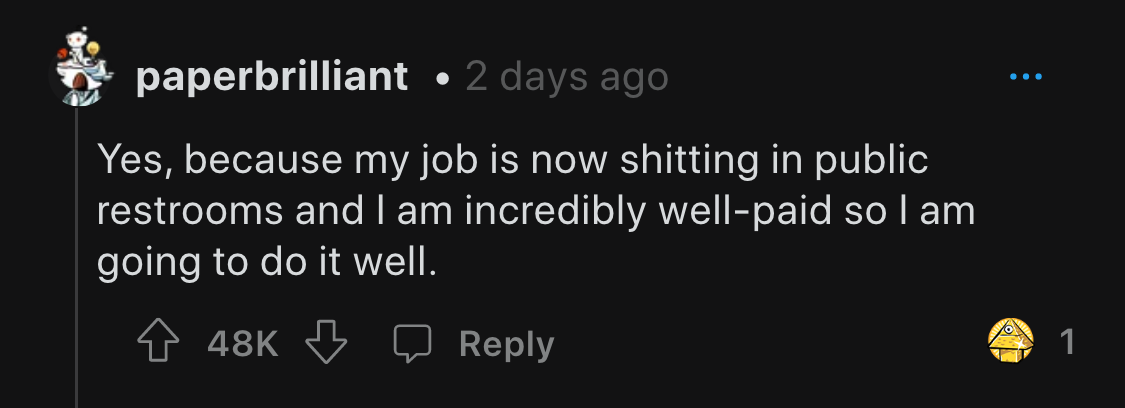 paperbrilliant • 2 days ago ...
Yes, because my job is now shitting in public
restrooms and I am incredibly well-paid so I am
going to do it well.
48K Reply 1